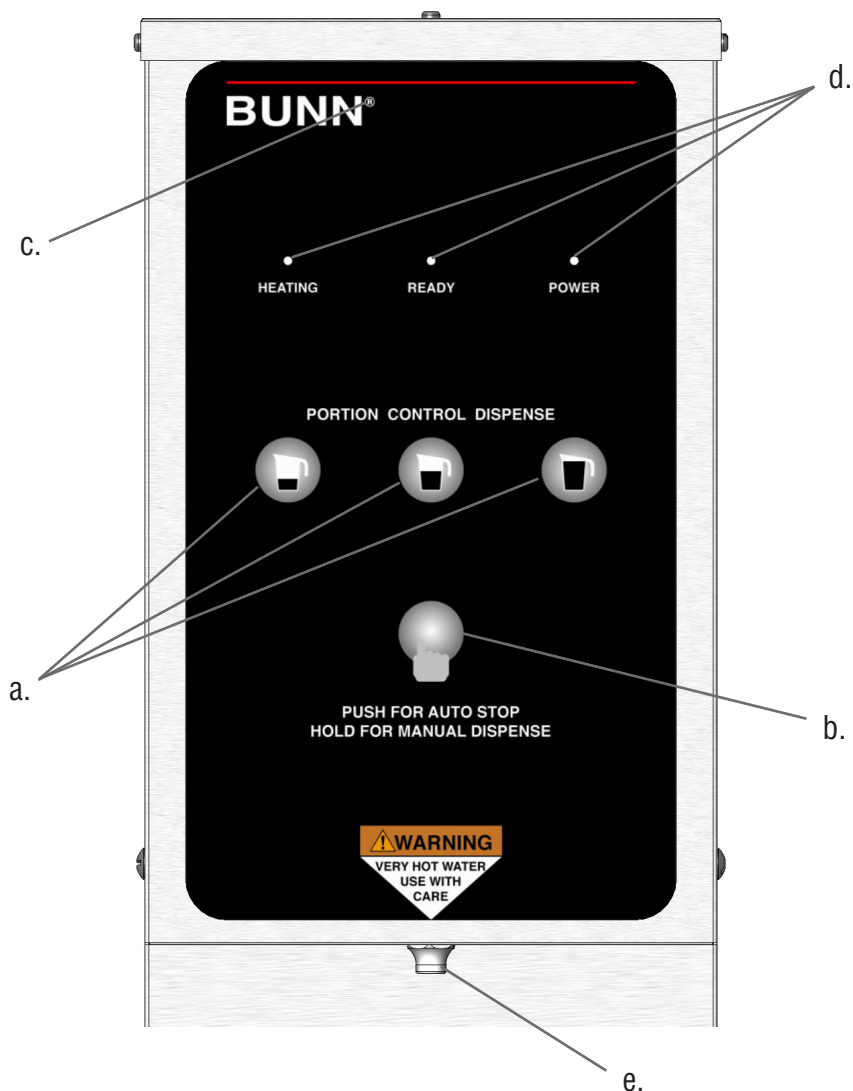 BUNN®
d.
c.
HEATING READY POWER
PORTION CONTROL DISPENSE
a.
PUSH FOR AUTO STOP
HOLD FOR MANUAL DISPENSE
b.
WARNING
VERY HOT WATER
USE WITH
CARE
e.